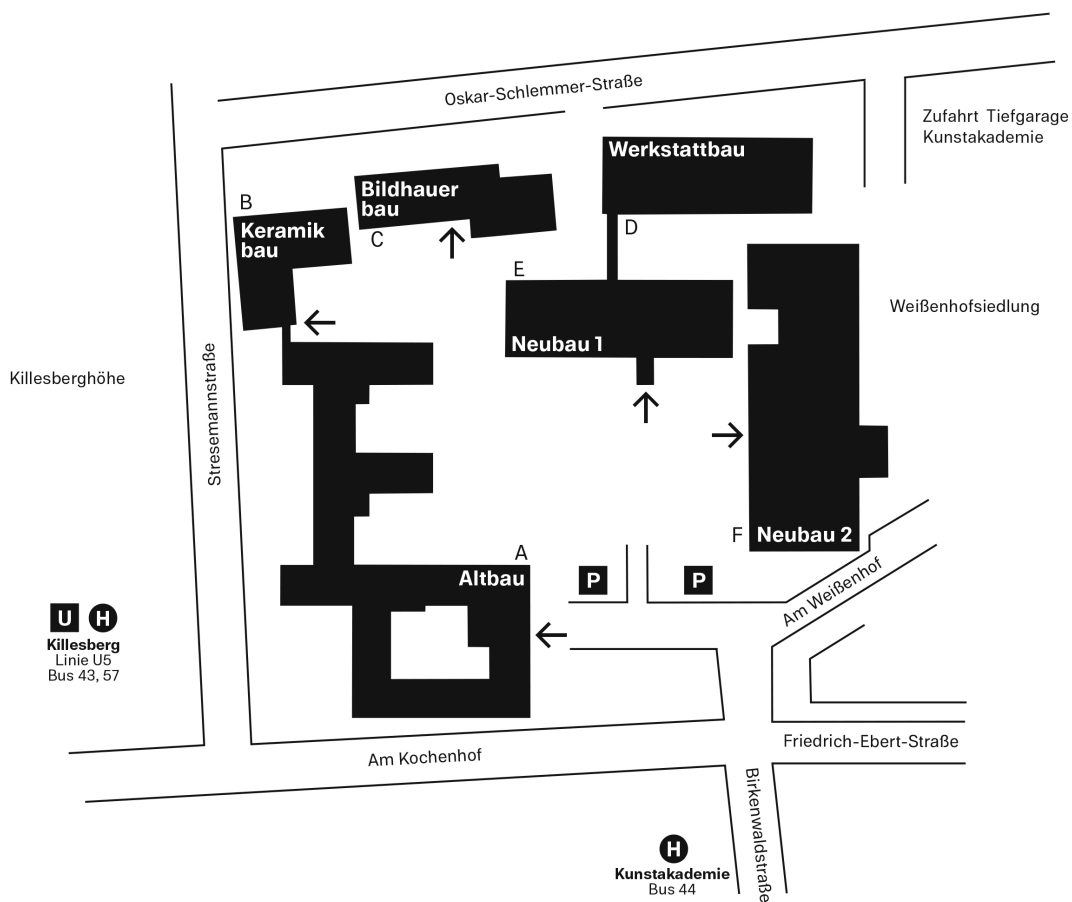 Oskar-Schlemmer-Straße
Zufahrt Tiefgarage
Kunstakademie
Werkstattbau
D
Bildhauer
bau
C
B
Keramik
bau
E
Neubau 1
Weißenhofsiedlung
Killesberghöhe
Stresemannstraße
F
Neubau 2
A
Altbau
P
P
Am Weißenhof
U H
Killesberg
Linie U5
Bus 43, 57
Am Kochenhof
Friedrich-Ebert-Straße
Birkenwaldstraße
H
Kunstakademie
Bus 44